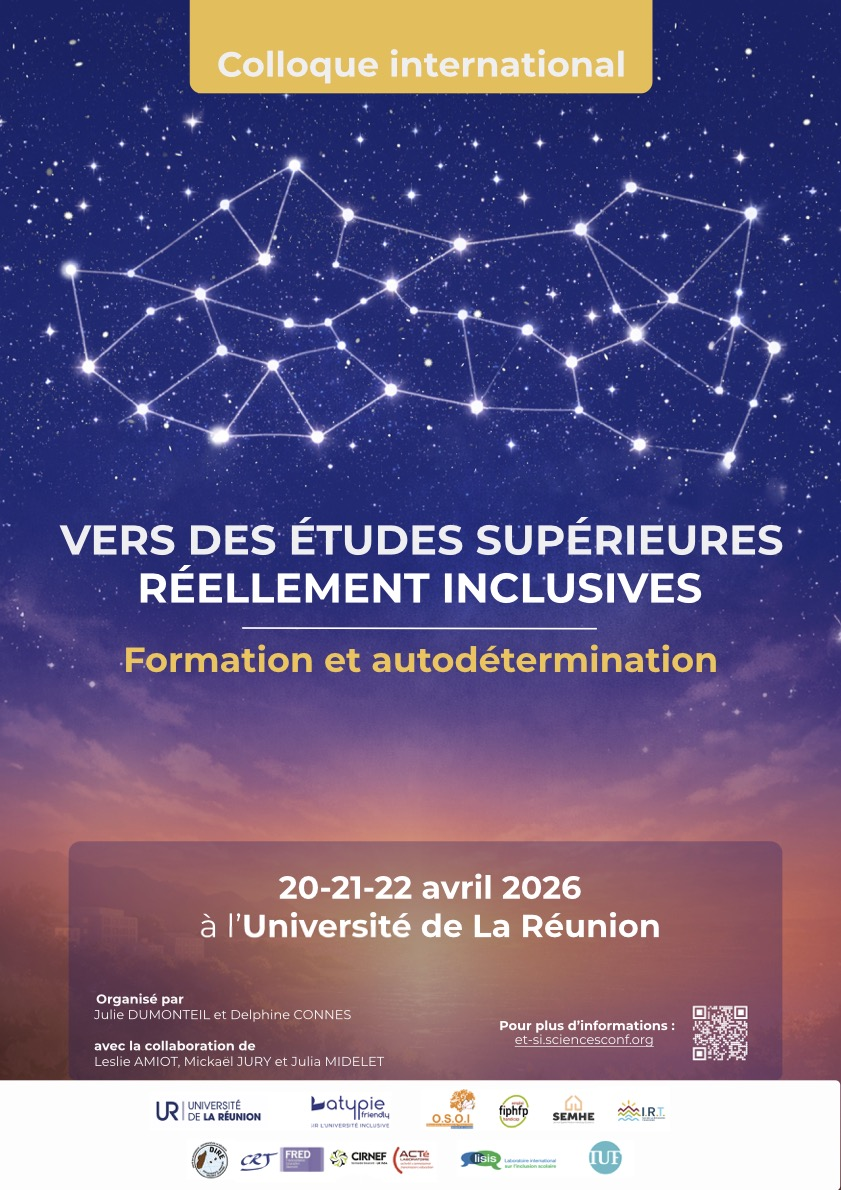 Colloque international
VERS DES ÉTUDES SUPÉRIEURES
RÉELLEMENT INCLUSIVES
Formation et autodétermination
20-21-22 avril 2026
à l'Université de La Réunion
Organisé par
Julie DUMONTEIL et Delphine CONNES
avec la collaboration de
Leslie AMIOT, Mickaël JURY et Julia MIDELET
Pour plus d'informations :
et-si.sciencesconf.org
UR UNIVERSITÉ
DE LA RÉUNION
atypie
friendly
L'UNIVERSITÉ INCLUSIVE
O.S.O.I
fiphfp
SEMHE
I.R.T.
DIRE
CRT
FRED
CIRNEF
ACTé
LABORATOIRE
lisis
Laboratoire international
sur l'inclusion scolaire
IUF